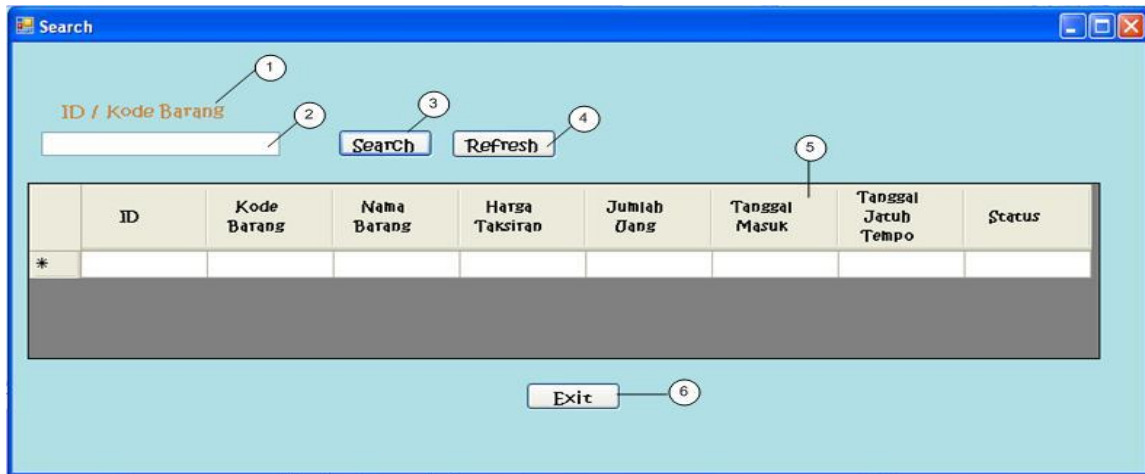 Search
1
ID / Kode Barang
2
3
4
Search
Refresh
5
ID
Kode
Barang
Nama
Barang
Harga
Taksiran
Jumlah
Uang
Tanggal
Masuk
Tanggal
Jatuh
Tempo
Status
*
Exit
6